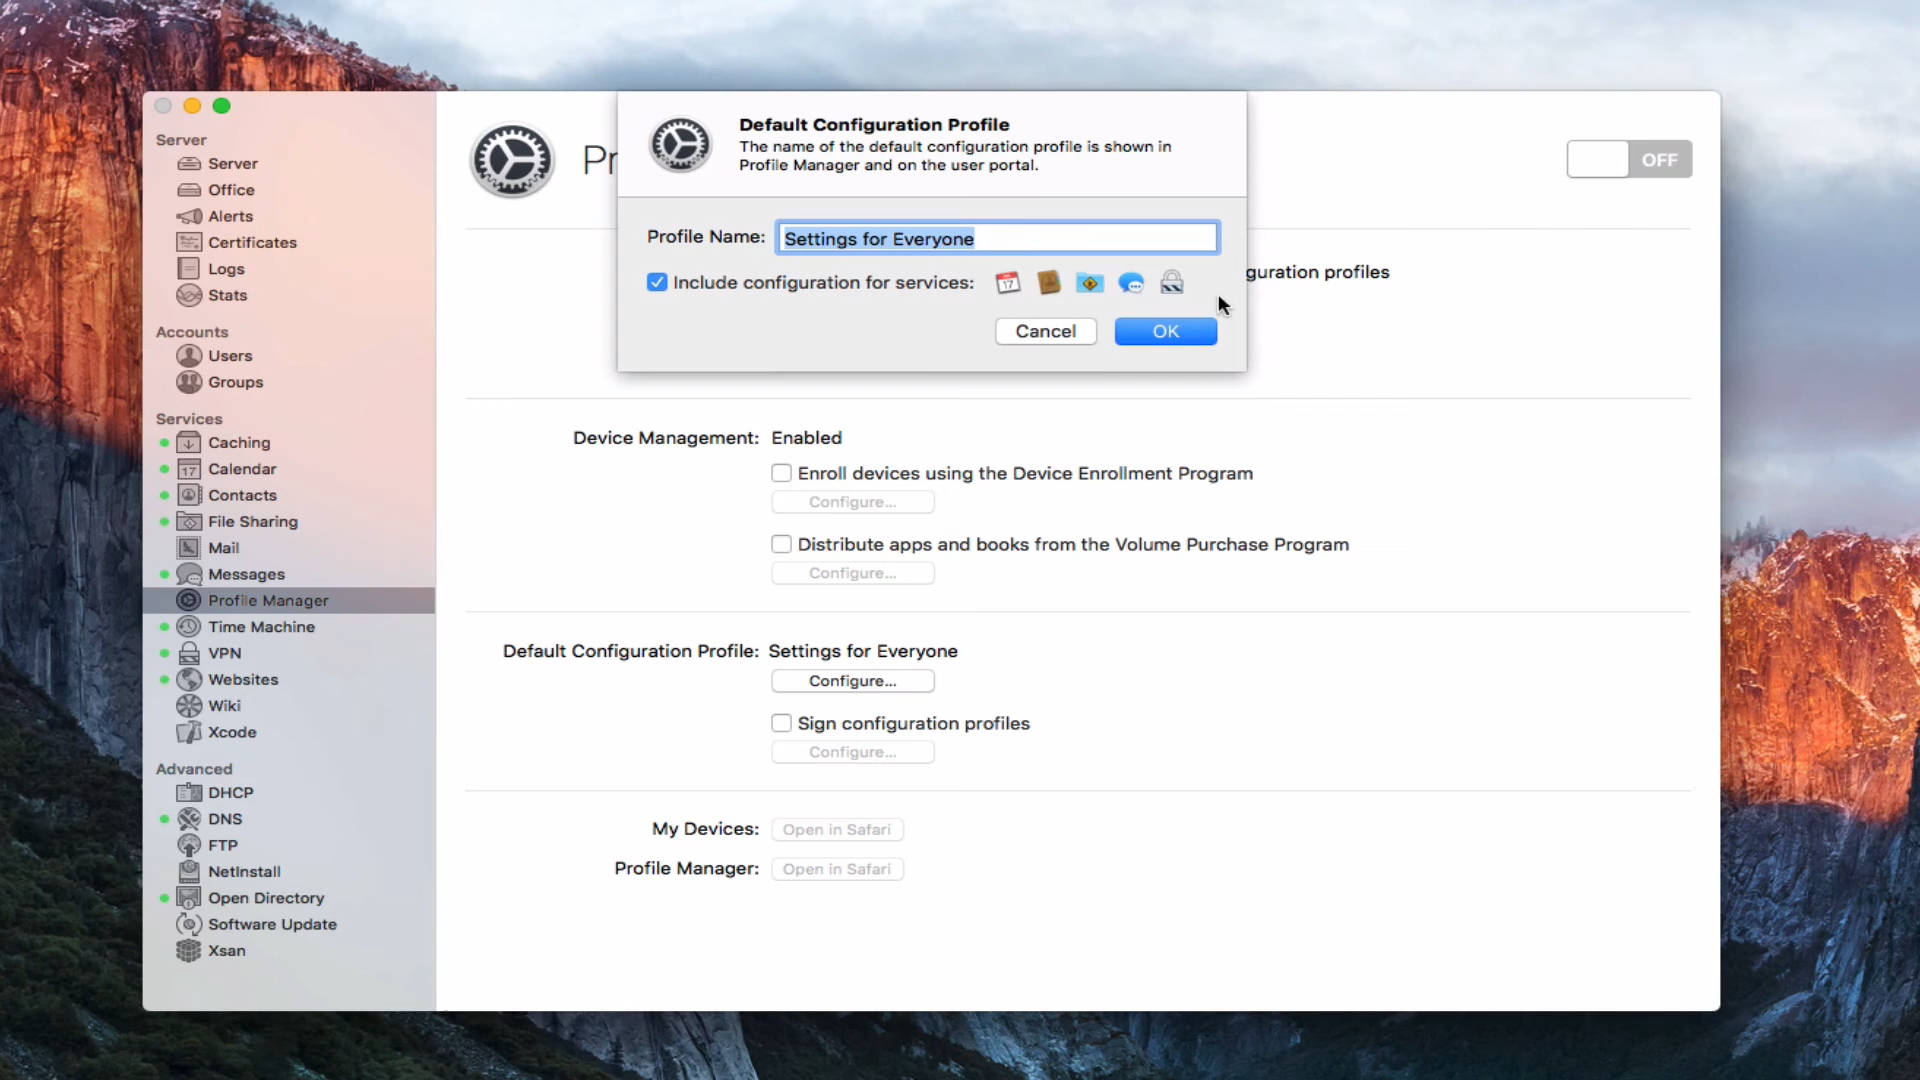 Server
Server
Office
Alerts
Certificates
Logs
Stats
Accounts
Users
Groups
Services
Caching
17 Calendar
Contacts
File Sharing
Mail
Messages
Profile Manager
Time Machine
VPN
Websites
Wiki
Xcode
Advanced
DHCP
DNS
FTP
NetInstall
Open Directory
Software Update
Xsan
Pr
OFF
Default Configuration Profile
The name of the default configuration profile is shown in
Profile Manager and on the user portal.
Profile Name: Settings for Everyone
Include configuration for services: 17
Cancel OK
guration profiles
Device Management: Enabled
Enroll devices using the Device Enrollment Program
Configure...
Distribute apps and books from the Volume Purchase Program
Configure...
Default Configuration Profile: Settings for Everyone
Configure...
Sign configuration profiles
Configure...
My Devices: Open in Safari
Profile Manager: Open in Safari